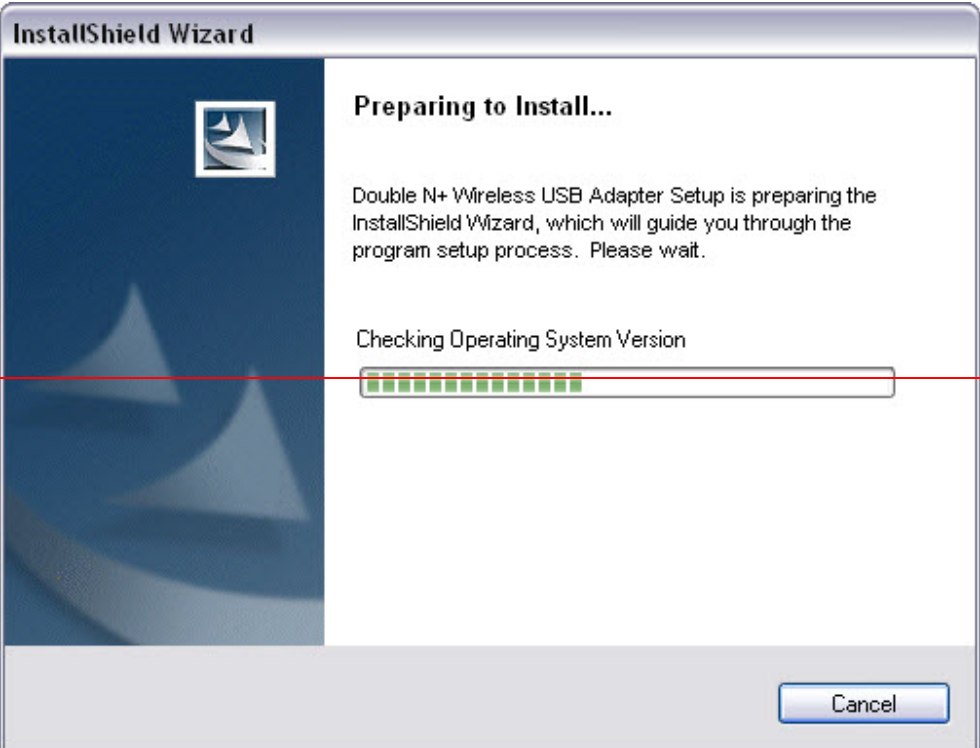 InstallShield Wizard
Preparing to Install...
Double N+ Wireless USB Adapter Setup is preparing the
InstallShield Wizard, which will guide you through the
program setup process. Please wait.
Checking Operating System Version
Cancel